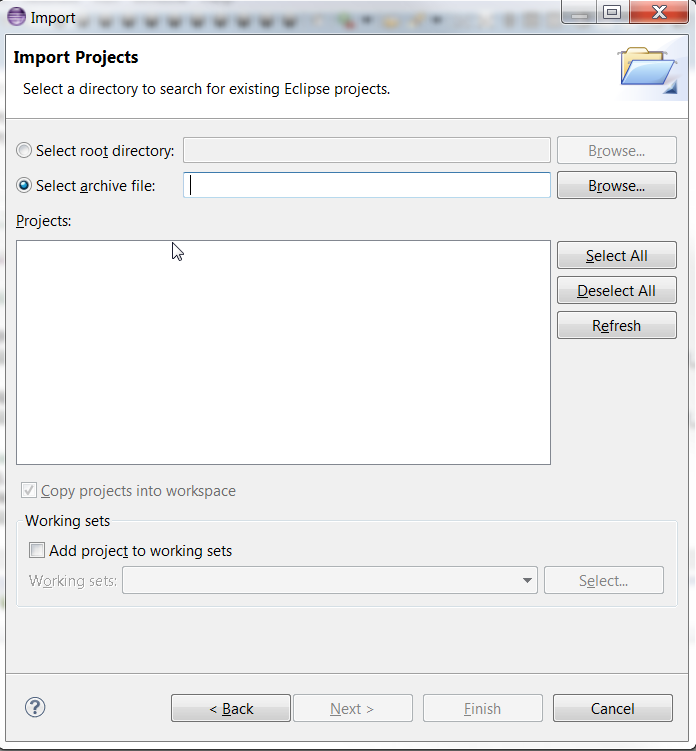 Import
Import Projects
Select a directory to search for existing Eclipse projects.
Select root directory:
Browse...
Select archive file:
Browse...
Projects:
Select All
Deselect All
Refresh
Copy projects into workspace
Working sets
Add project to working sets
Working sets:
Select...
?
< Back
Next >
Finish
Cancel